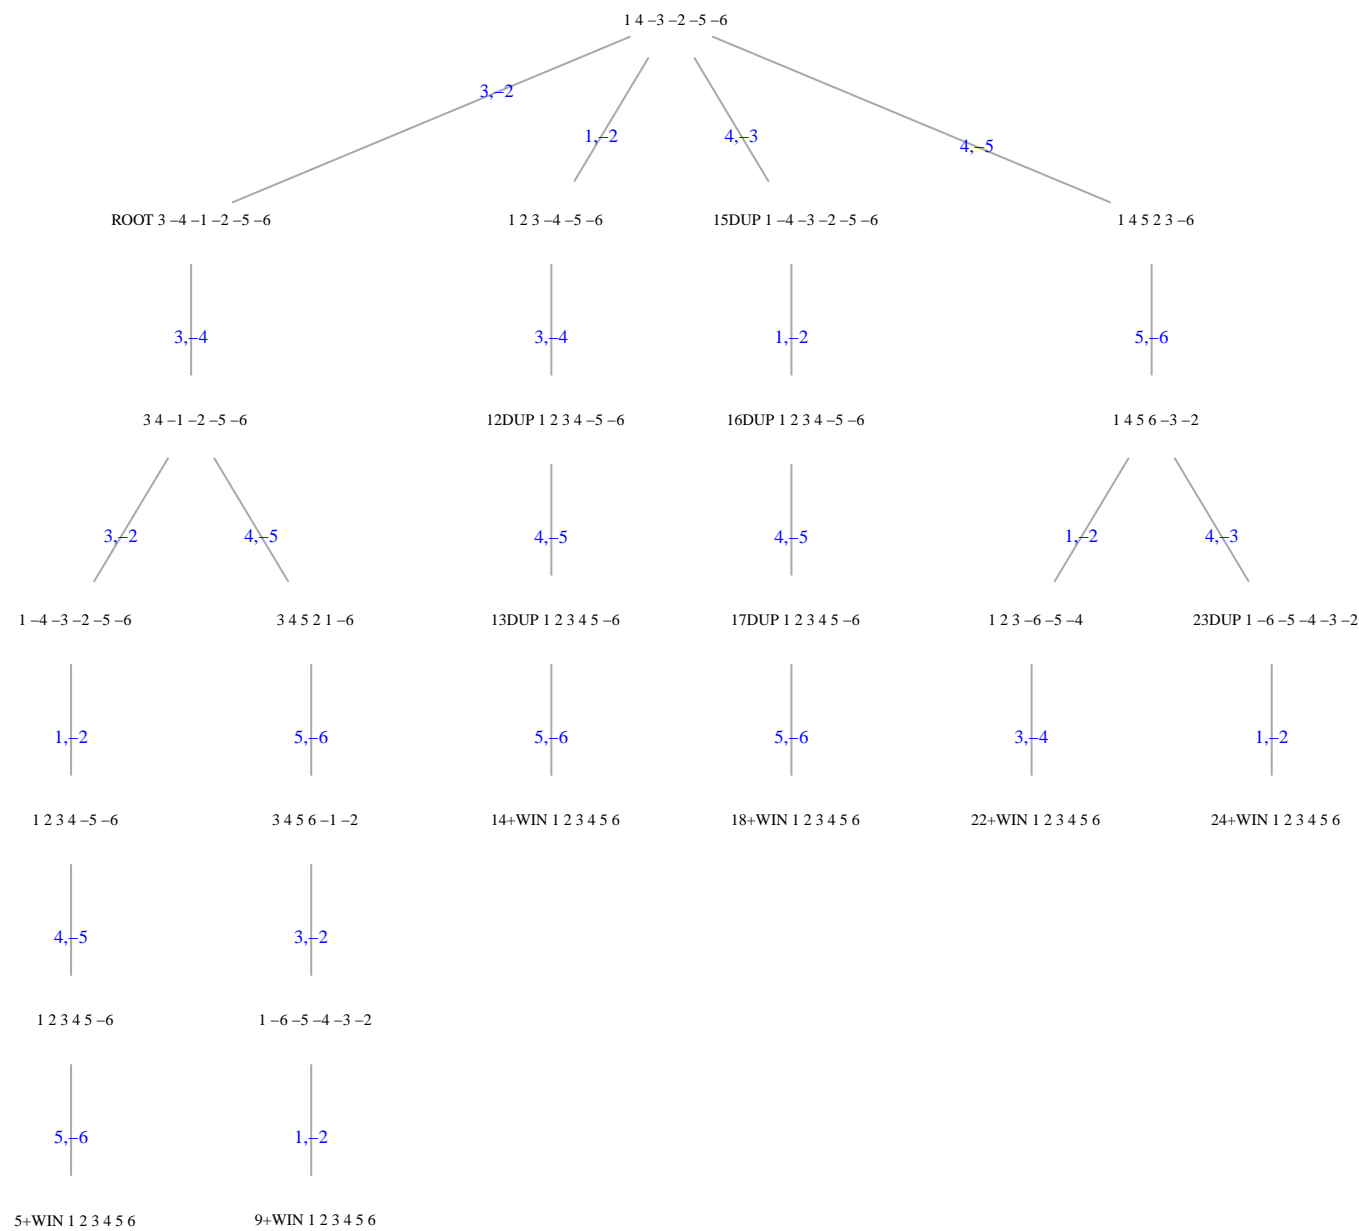 1 4 –3 –2 –5 –6
3,–2
1,–2
4,–3
4,–5
ROOT 3 –4 –1 –2 –5 –6
1 2 3 –4 –5 –6
15DUP 1 –4 –3 –2 –5 –6
1 4 5 2 3 –6
3,–4
3,–4
1,–2
5,–6
3 4 –1 –2 –5 –6
12DUP 1 2 3 4 –5 –6
16DUP 1 2 3 4 –5 –6
1 4 5 6 –3 –2
3,–2
4,–5
4,–5
4,–5
1,–2
4,–3
1 –4 –3 –2 –5 –6
3 4 5 2 1 –6
13DUP 1 2 3 4 5 –6
17DUP 1 2 3 4 5 –6
1 2 3 –6 –5 –4
23DUP 1 –6 –5 –4 –3 –2
1,–2
5,–6
5,–6
5,–6
3,–4
1,–2
1 2 3 4 –5 –6
3 4 5 6 –1 –2
14+WIN 1 2 3 4 5 6
18+WIN 1 2 3 4 5 6
22+WIN 1 2 3 4 5 6
24+WIN 1 2 3 4 5 6
4,–5
3,–2
1 2 3 4 5 –6
1 –6 –5 –4 –3 –2
5,–6
1,–2
5+WIN 1 2 3 4 5 6
9+WIN 1 2 3 4 5 6